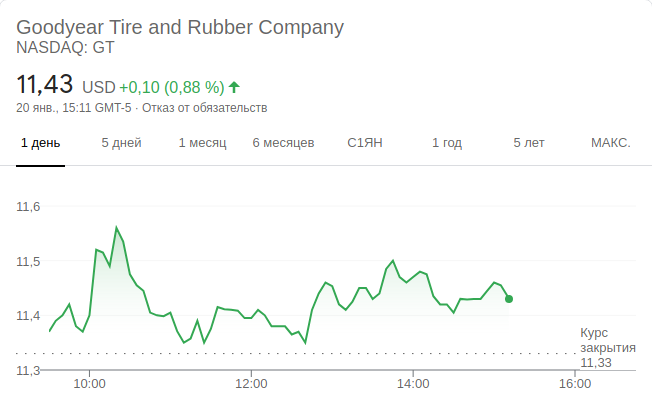 Goodyear Tire and Rubber Company
NASDAQ: GT
11,43 USD +0,10 (0,88 %)
20 янв., 15:11 GMT-5 · Отказ от обязательств
1 день 5 дней 1 месяц 6 месяцев С1ЯН 1 год 5 лет МАКС.
11,6
11,5
11,4
Курс
закрытия
11,33
11,3
10:00 12:00 14:00 16:00